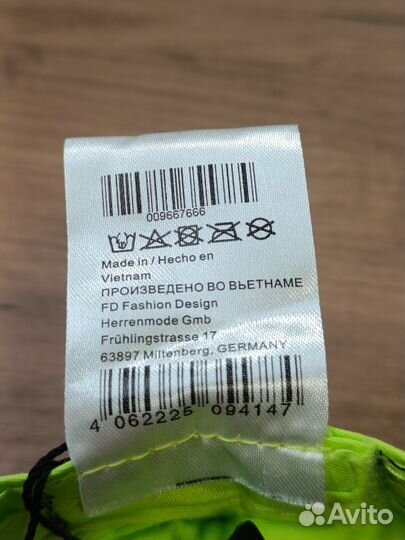 009667666
Made in / Hecho en
Vietnam
ПРОИЗВЕДЕНО ВО ВЬЕТНАМЕ
FD Fashion Design
Herrenmode Gmb
Frühlingstrasse 17
63897 Miltenberg, GERMANY
4 062225 094147
Avito